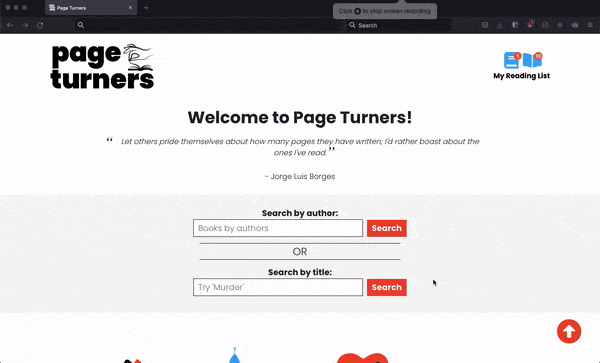 Page Turners
Click to stop screen recording
Search
page
turners
1
10
My Reading List
Welcome to Page Turners!
“ Let others pride themselves about how many pages they have written; I'd rather boast about the
ones I've read. ”
- Jorge Luis Borges
Search by author:
Books by authors
Search
OR
Search by title:
Try 'Murder'
Search